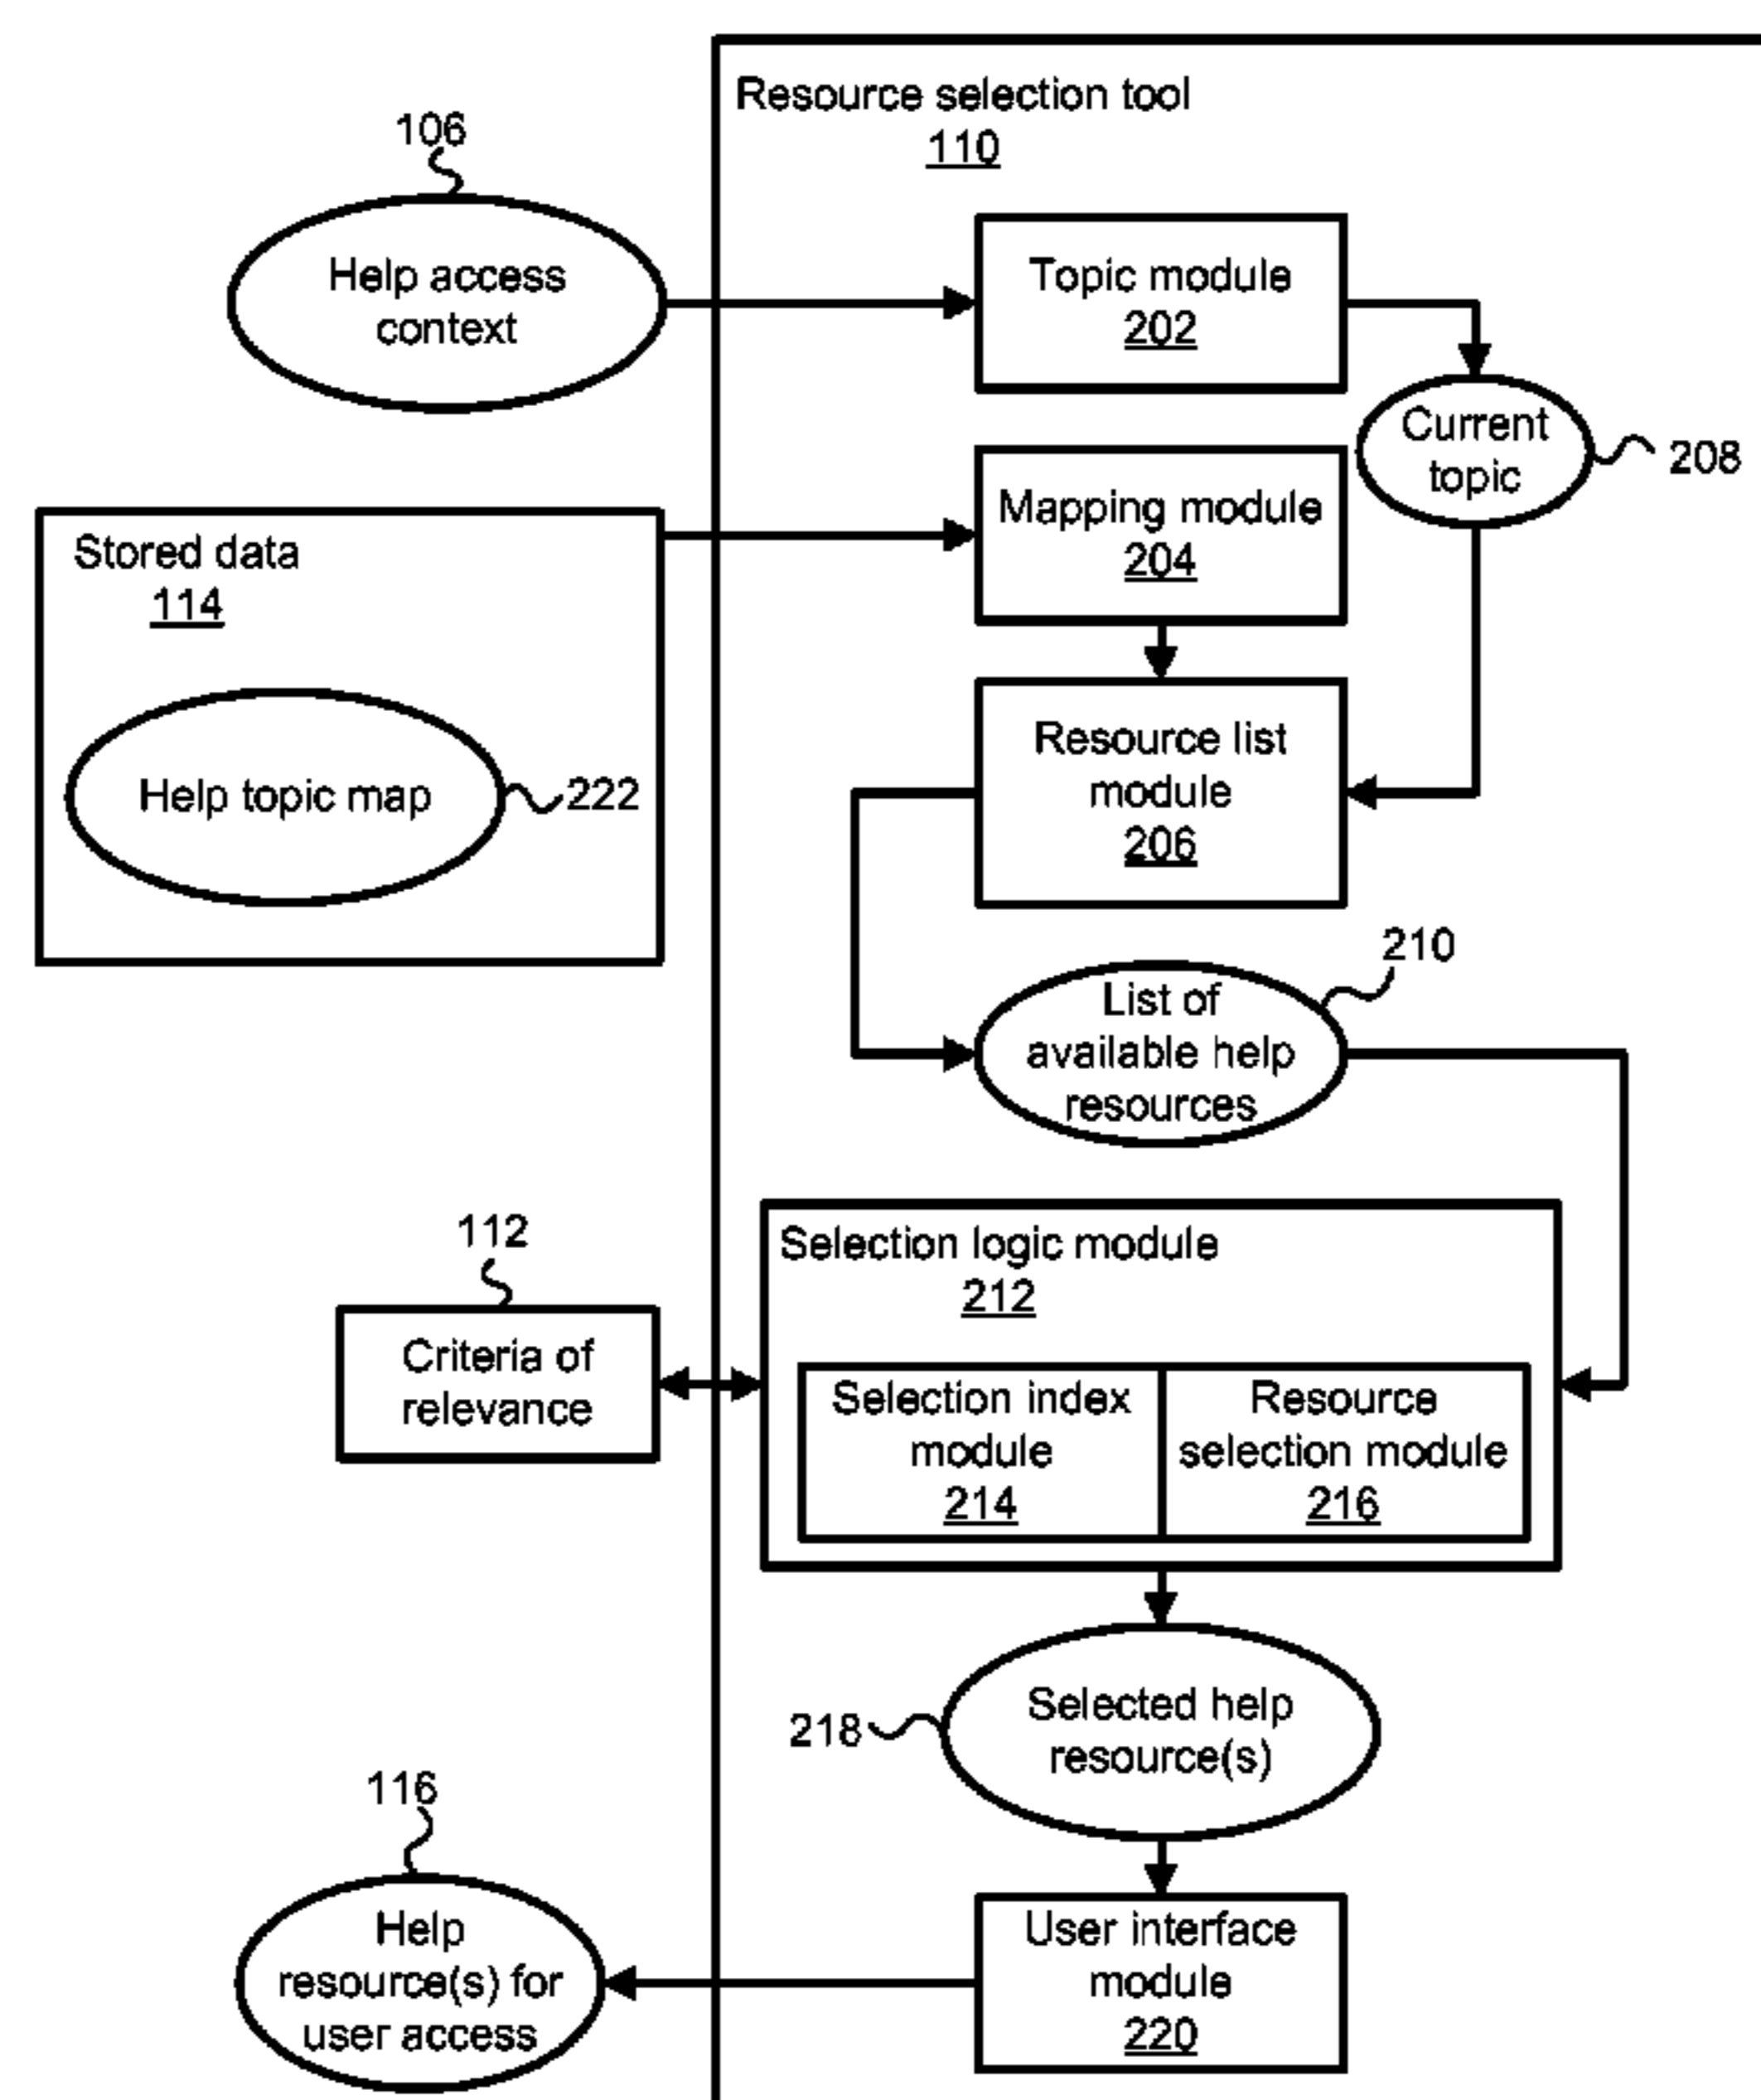 Resource selection tool
110
106
Help access
context
Topic module
202
Current
topic
208
Mapping module
204
Stored data
114
Help topic map
222
Resource list
module
206
210
List of
available help
resources
112
Criteria of
relevance
Selection logic module
212
Selection index
module
214
Resource
selection module
216
218
Selected help
resource(s)
116
Help
resource(s) for
user access
User interface
module
220